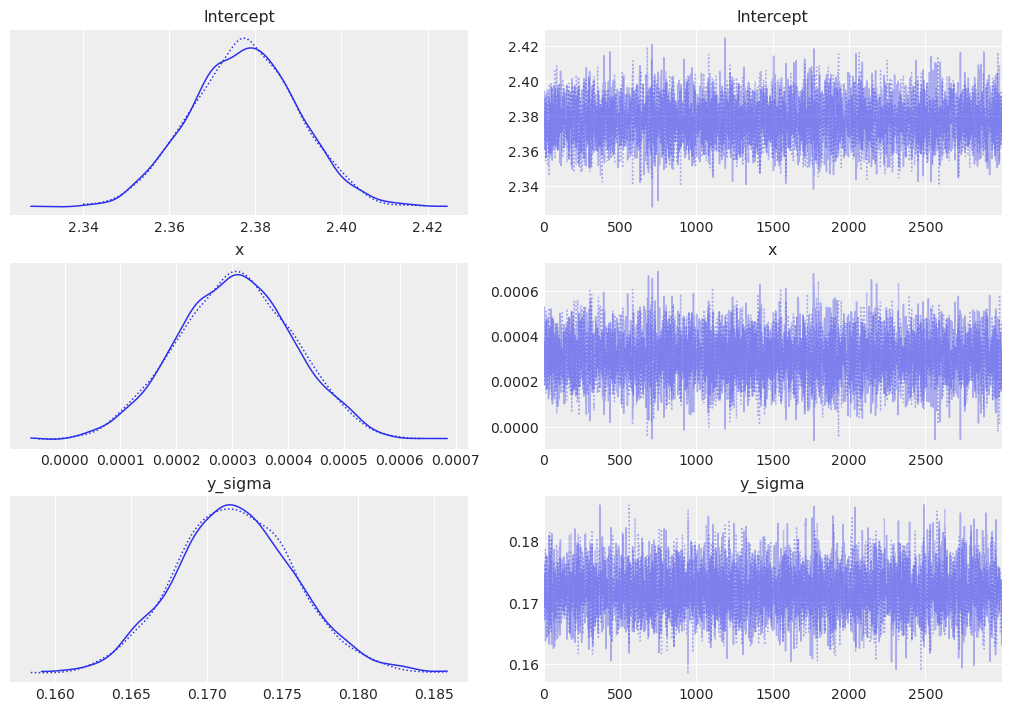 Intercept
2.34 2.36 2.38 2.40 2.42
Intercept
2.42
2.40
2.38
2.36
2.34
0 500 1000 1500 2000 2500
x
0.0000 0.0001 0.0002 0.0003 0.0004 0.0005 0.0006 0.0007
x
0.0006
0.0004
0.0002
0.0000
0 500 1000 1500 2000 2500
y_sigma
0.160 0.165 0.170 0.175 0.180 0.185
y_sigma
0.18
0.17
0.16
0 500 1000 1500 2000 2500